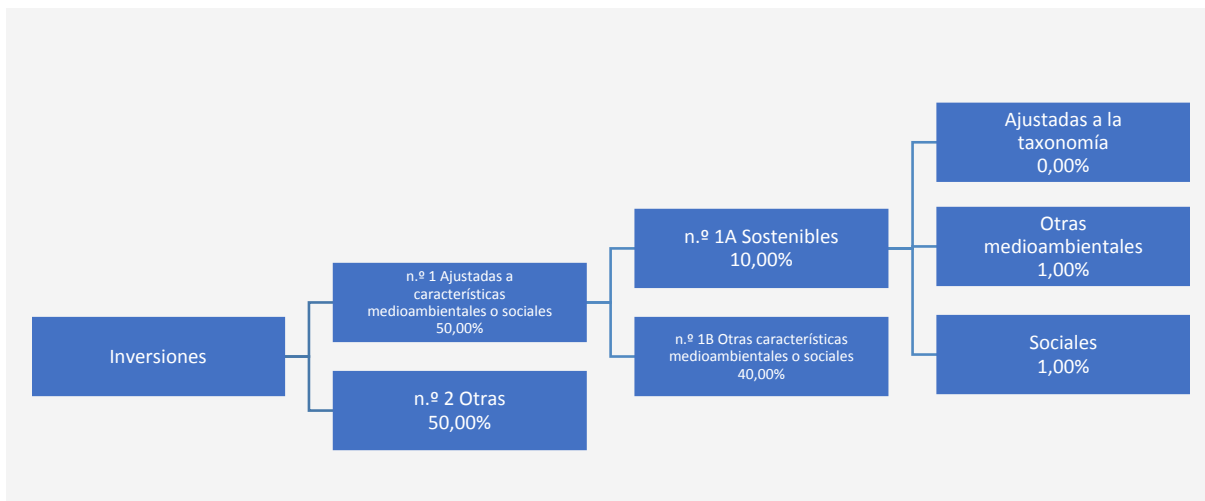 Inversiones
n.º 1 Ajustadas a
características
medioambientales o sociales
50,00%
n.º 2 Otras
50,00%
n.º 1A Sostenibles
10,00%
n.º 1B Otras características
medioambientales o sociales
40,00%
Ajustadas a la
taxonomía
0,00%
Otras
medioambientales
1,00%
Sociales
1,00%